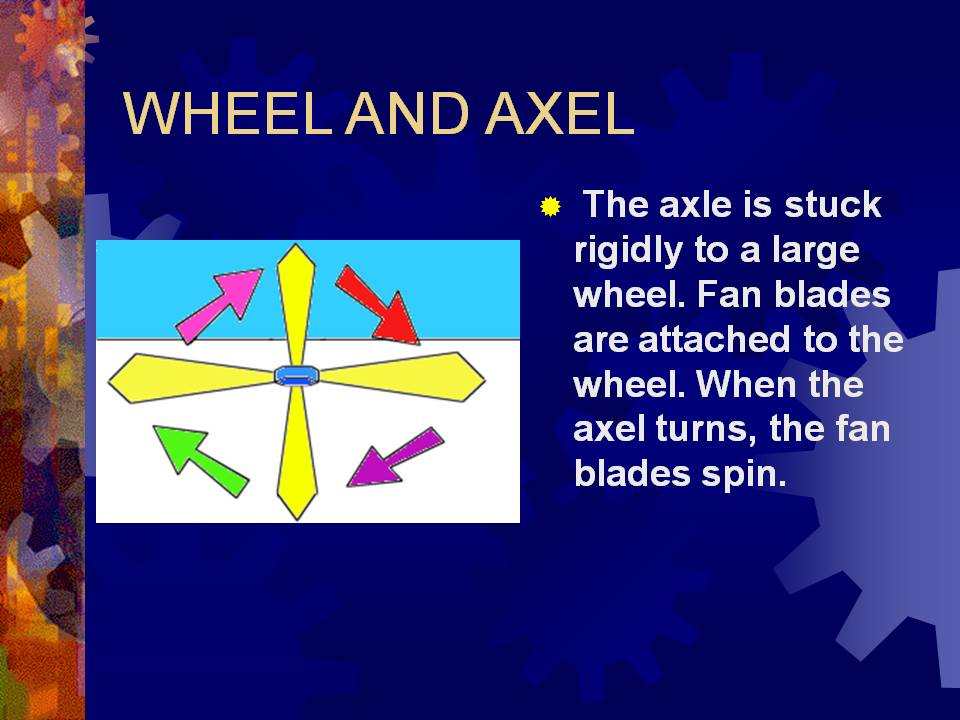 WHEEL AND AXEL
The axle is stuck
rigidly to a large
wheel. Fan blades
are attached to the
wheel. When the
axel turns, the fan
blades spin.